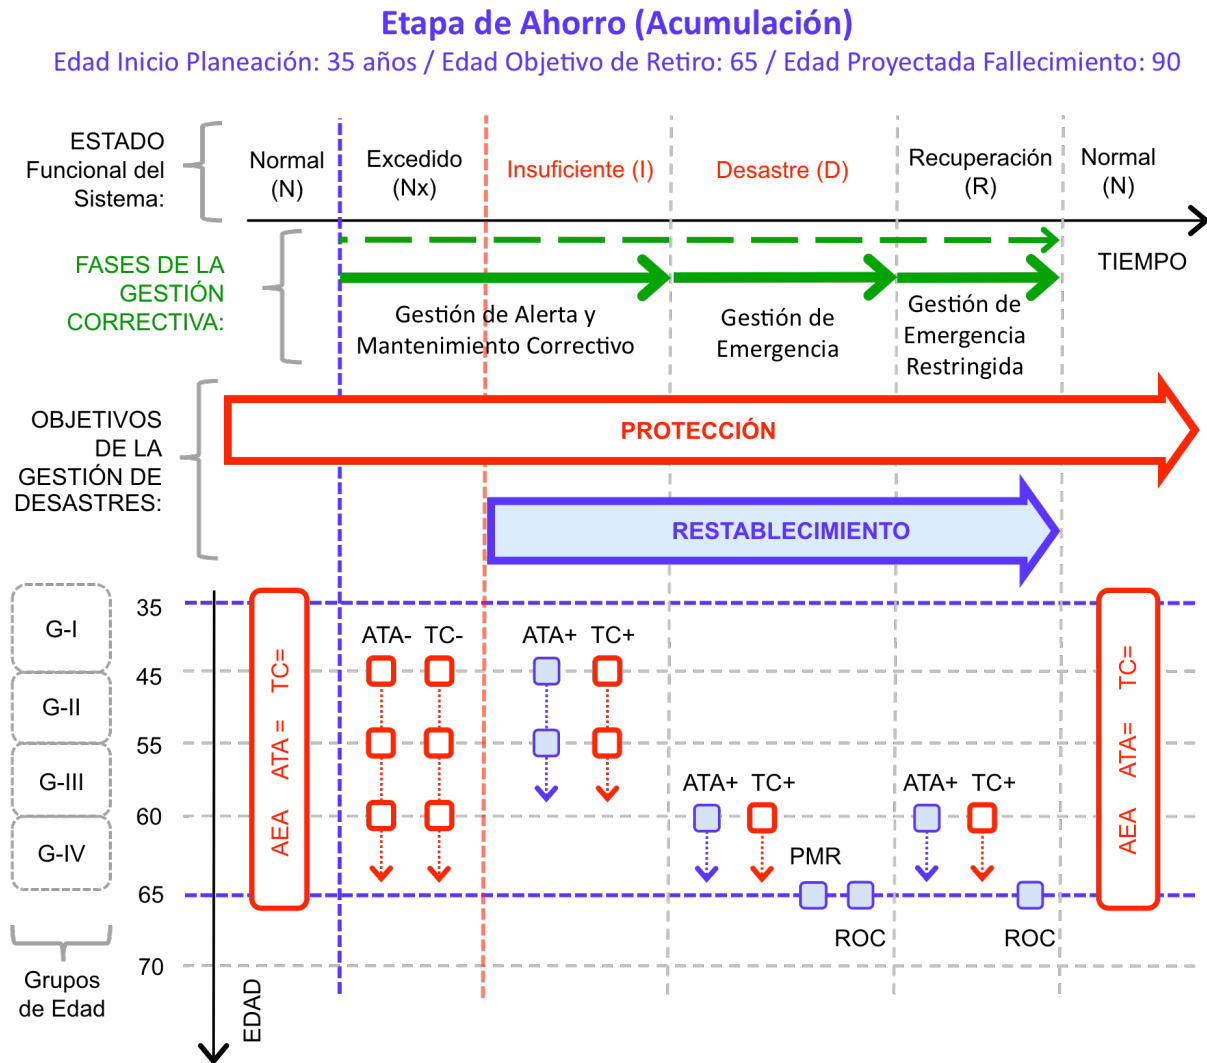 Etapa de Ahorro (Acumulación)
Edad Inicio Planeación: 35 años / Edad Objetivo de Retiro: 65 / Edad Proyectada Fallecimiento: 90
ESTADO
Funcional del
Sistema:
Normal
(N)
Excedido
(Nx)
Insuficiente (I)
Desastre (D)
Recuperación
(R)
Normal
(N)
TIEMPO
FASES DE LA
GESTIÓN
CORRECTIVA:
Gestión de Alerta y
Mantenimiento Correctivo
Gestión de
Emergencia
Gestión de
Emergencia
Restringida
OBJETIVOS
DE LA
GESTIÓN DE
DESASTRES:
PROTECCIÓN
RESTABLECIMIENTO
G-I
G-II
G-III
G-IV
Grupos
de Edad
35
45
55
60
65
70
EDAD
AEA ATA = TC=
ATA- TC-
ATA+ TC+
ATA+ TC+
PMR
ROC
ATA+ TC+
ROC
AEA ATA= TC=